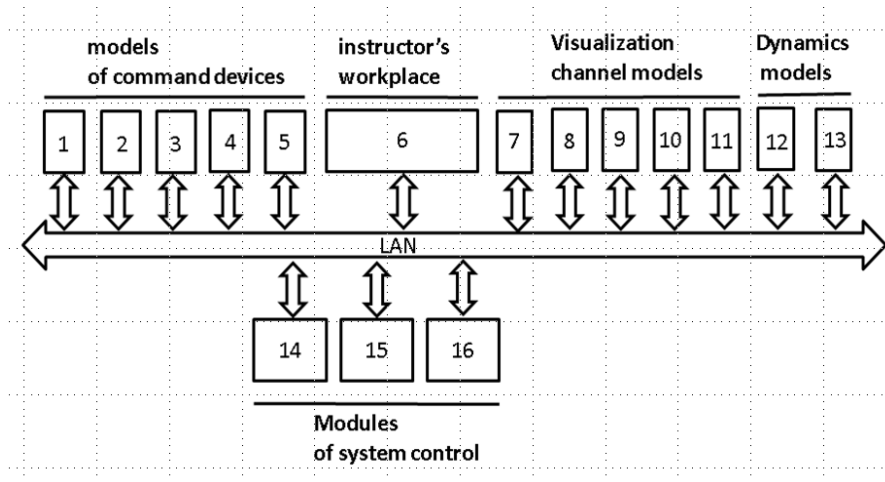 models
of command devices
instructor's
workplace
Visualization
channel models
Dynamics
models
1 2 3 4 5 6 7 8 9 10 11 12 13
LAN
14 15 16
Modules
of system control